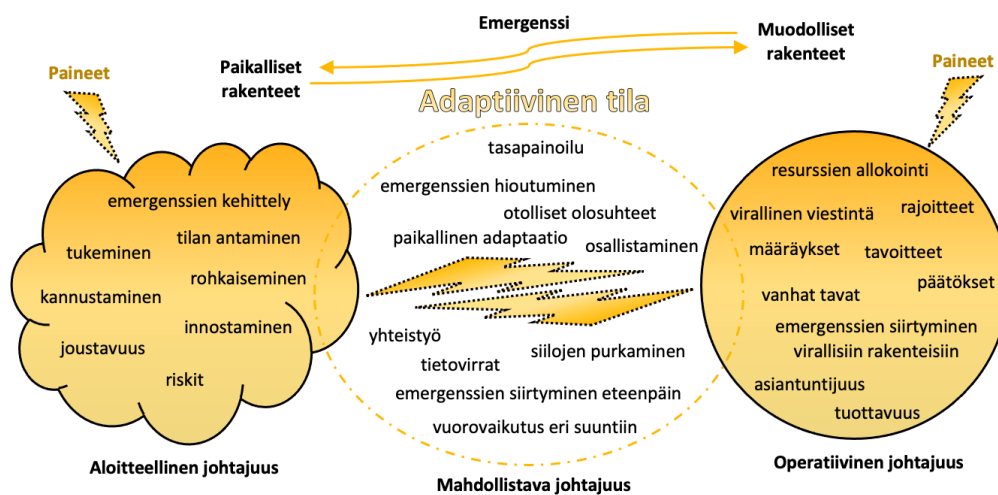 Emergenssi
Muodolliset
rakenteet
Paikalliset
rakenteet
Paineet
Paineet
Adaptiivinen tila
emergenssien kehittely
tilan antaminen
tukeminen
rohkaiseminen
kannustaminen
innostaminen
joustavuus
riskit
Aloitteellinen johtajuus
tasapainoilu
emergenssien hioutuminen
otolliset olosuhteet
paikallinen adaptaatio
osallistaminen
yhteistyö
siilojen purkaminen
tietovirrat
emergenssien siirtyminen eteenpäin
vuorovaikutus eri suuntiin
Mahdollistava johtajuus
resurssien allokointi
virallinen viestintä
rajoitteet
määräykset
tavoitteet
päätökset
vanhat tavat
emergenssien siirtyminen
virallisiin rakenteisiin
asiantuntijuus
tuottavuus
Operatiivinen johtajuus